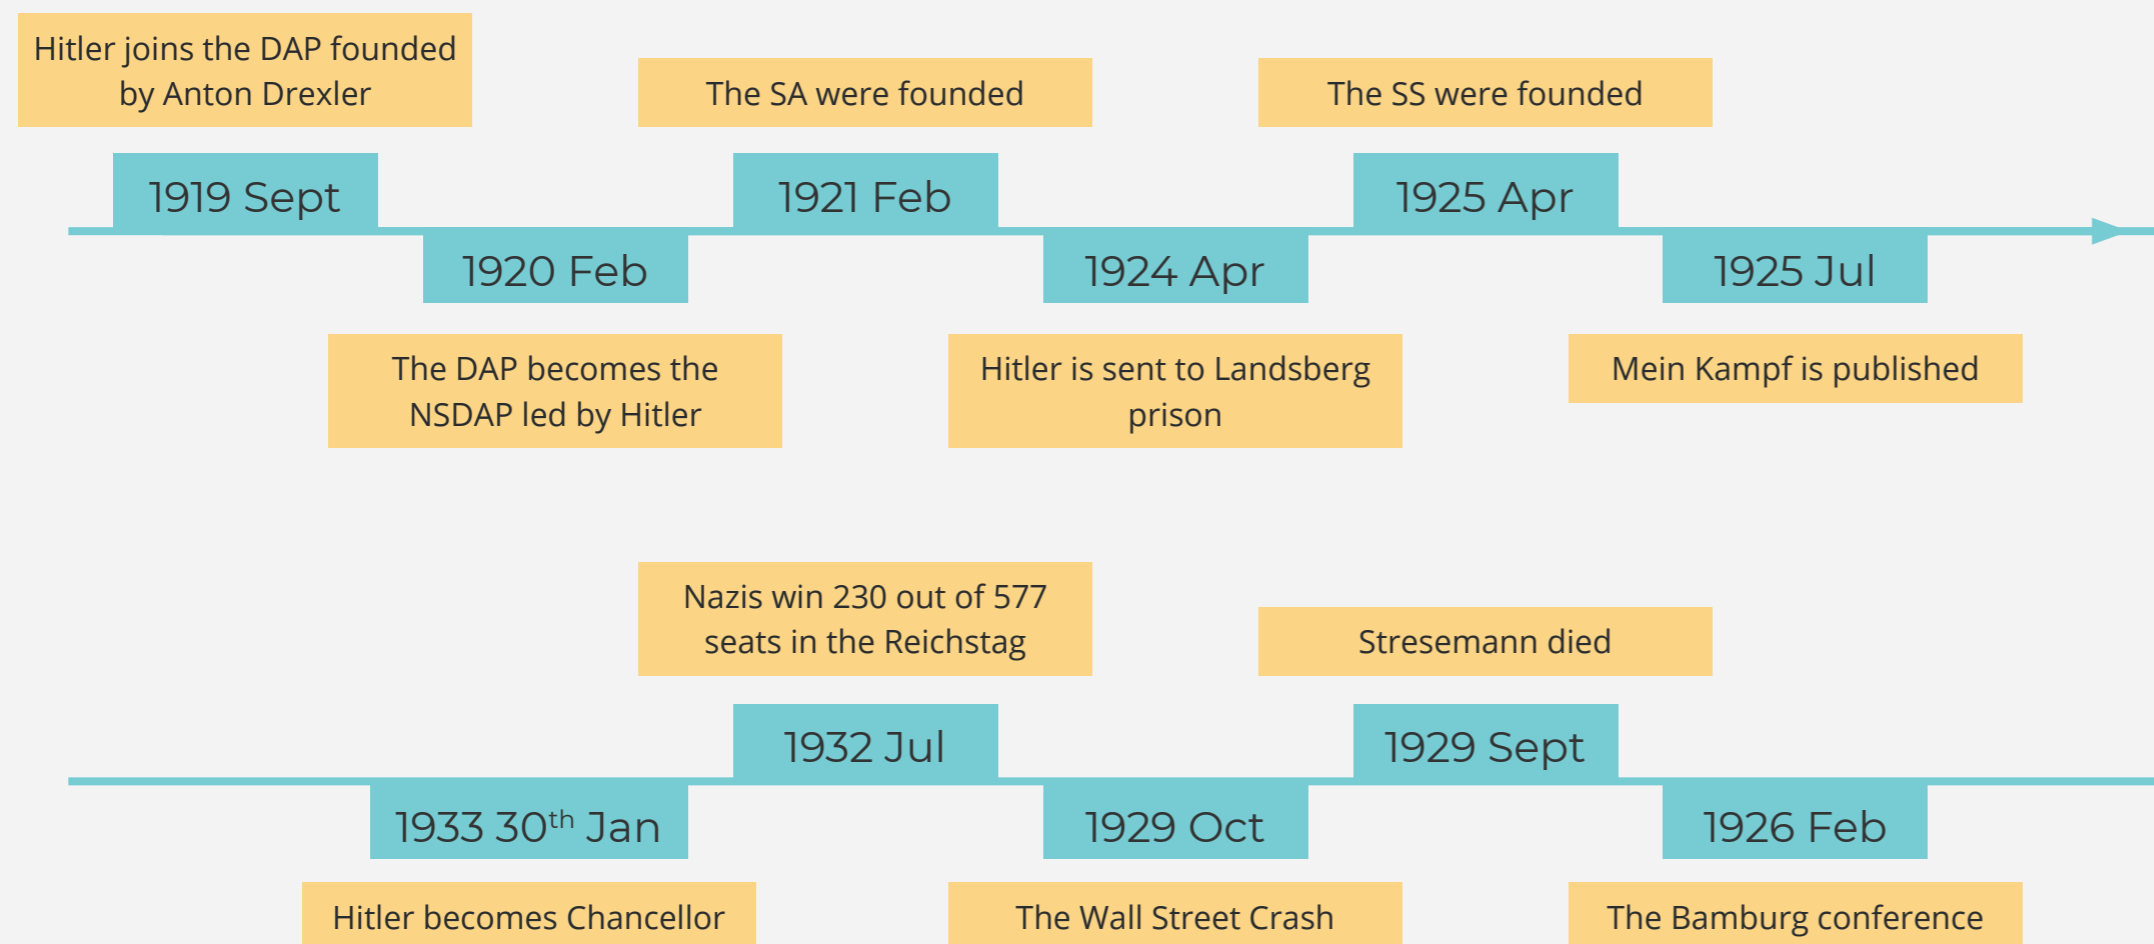 Hitler joins the DAP founded
by Anton Drexler
1919 Sept
1920 Feb
The DAP becomes the
NSDAP led by Hitler
The SA were founded
1921 Feb
1924 Apr
Hitler is sent to Landsberg
prison
The SS were founded
1925 Apr
1925 Jul
Mein Kampf is published
1933 30th Jan
Hitler becomes Chancellor
Nazis win 230 out of 577
seats in the Reichstag
1932 Jul
1929 Oct
The Wall Street Crash
Stresemann died
1929 Sept
1926 Feb
The Bamburg conference